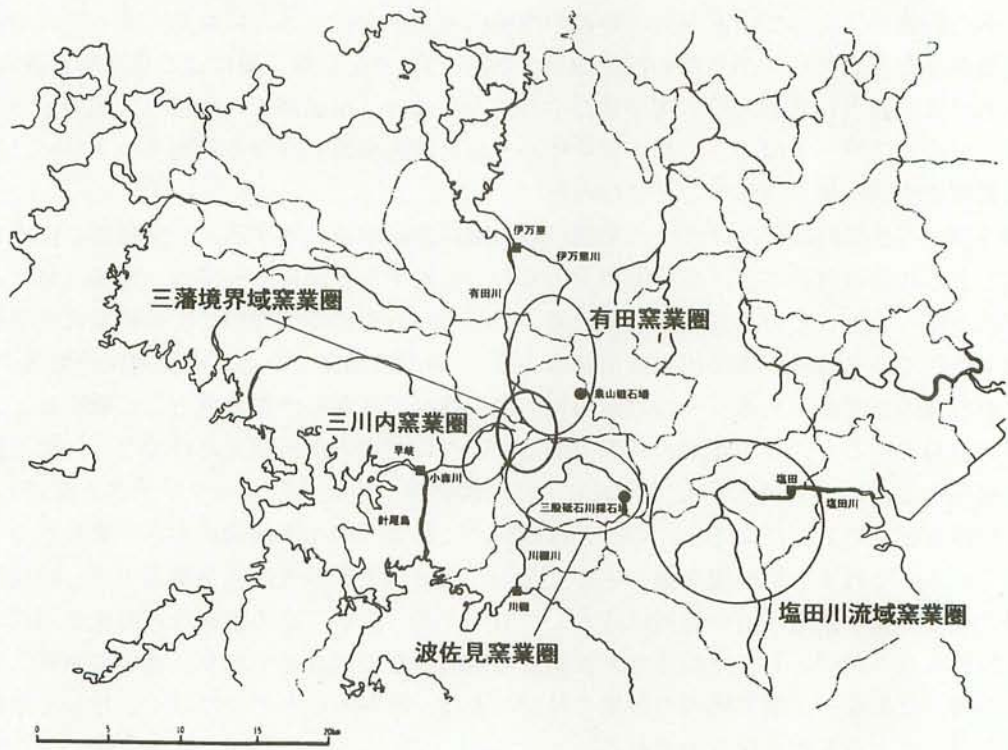 伊万里
伊万里川
有田川
三藩境界域窯業圏
有田窯業圏
泉山磁石場
三川内窯業圏
早岐
小森川
塩田
塩田川
三股砥石川採石場
針尾島
川棚川
川棚
塩田川流域窯業圏
波佐見窯業圏
0 5 10 15 20km